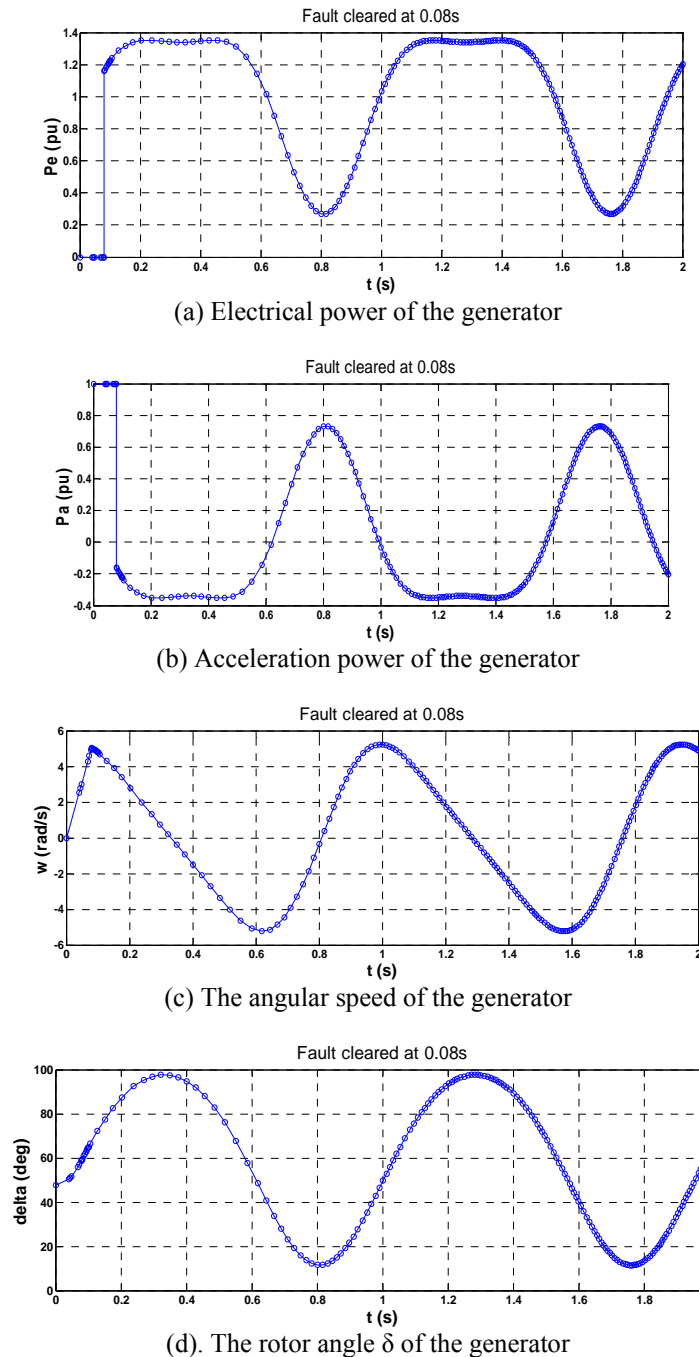 Fault cleared at 0.08s
1.4
1.2
1
0.8
0.6
0.4
0.2
0
Pe (pu)
0 0.2 0.4 0.6 0.8 1 1.2 1.4 1.6 1.8 2
t (s)
(a) Electrical power of the generator
Fault cleared at 0.08s
1
0.8
0.6
0.4
0.2
0
-0.2
-0.4
Pa (pu)
0 0.2 0.4 0.6 0.8 1 1.2 1.4 1.6 1.8 2
t (s)
(b) Acceleration power of the generator
Fault cleared at 0.08s
6
4
2
0
-2
-4
-6
w (rad/s)
0 0.2 0.4 0.6 0.8 1 1.2 1.4 1.6 1.8 2
t (s)
(c) The angular speed of the generator
Fault cleared at 0.08s
100
80
60
40
20
0
delta (deg)
0 0.2 0.4 0.6 0.8 1 1.2 1.4 1.6 1.8
t (s)
(d). The rotor angle δ of the generator